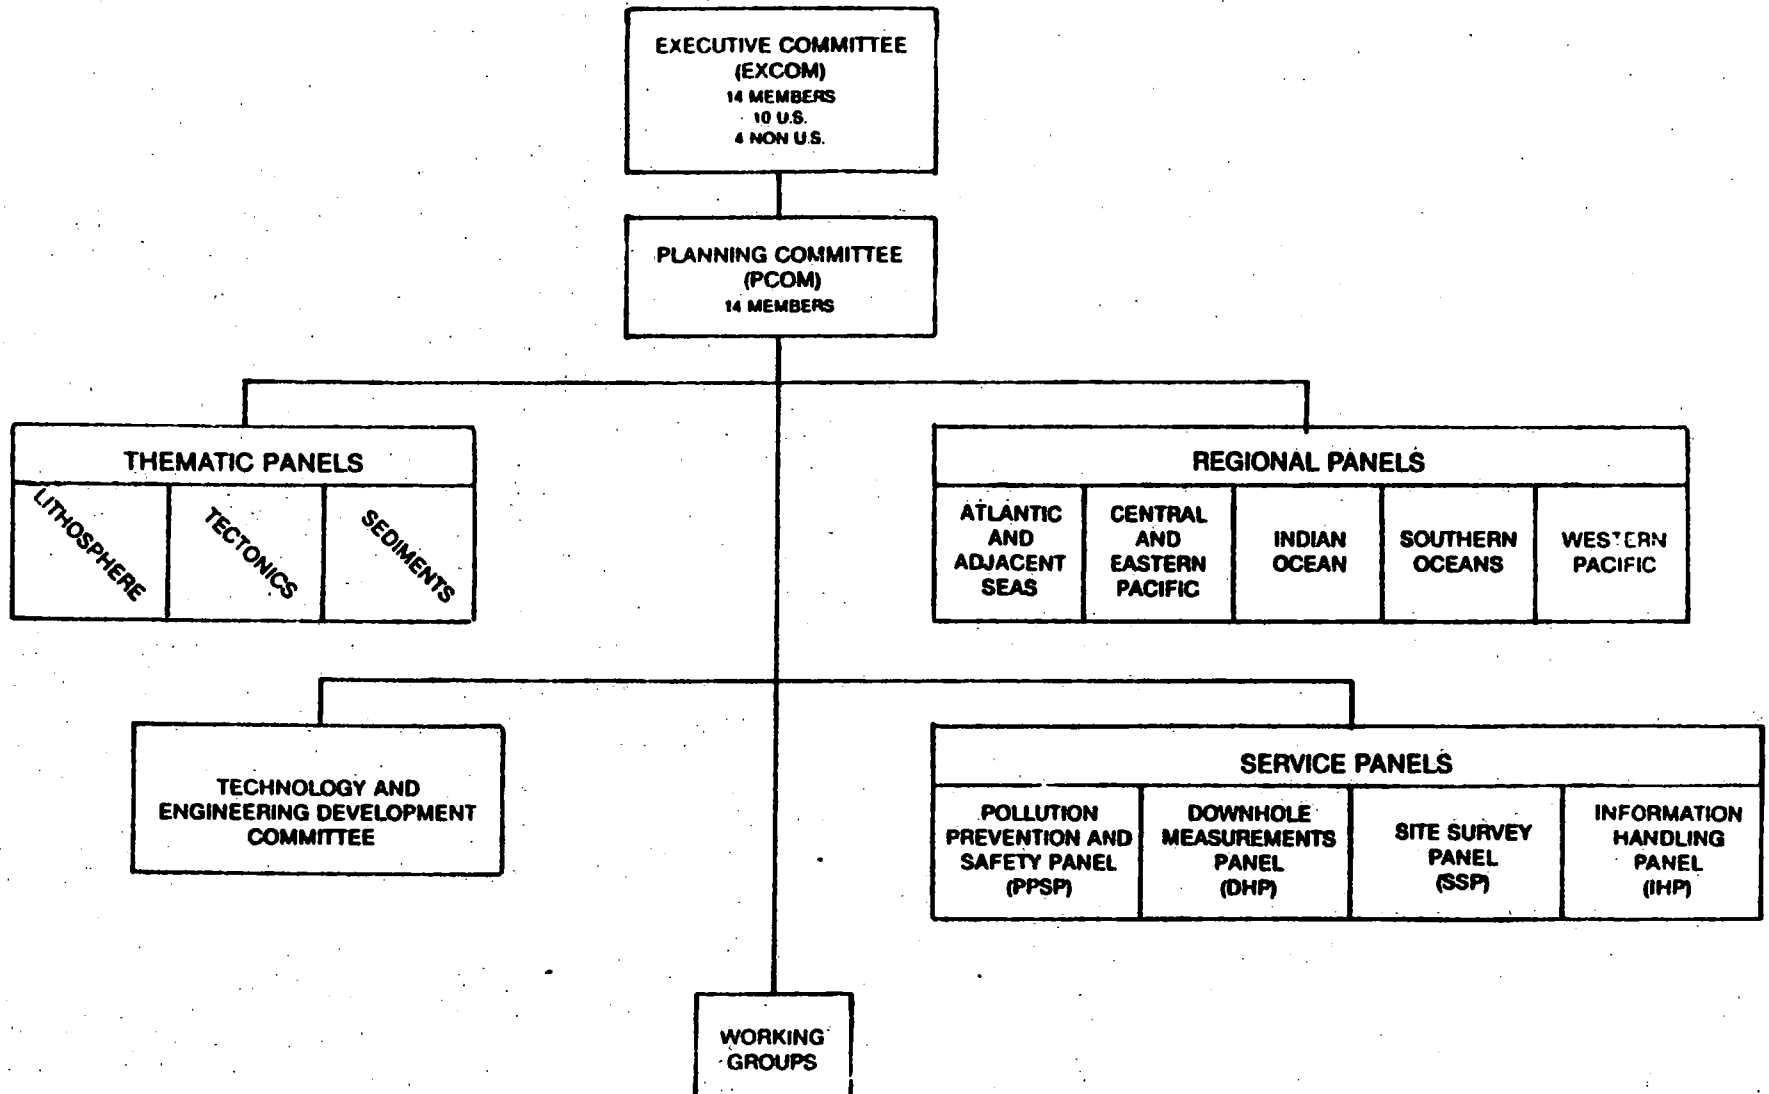 EXECUTIVE COMMITTEE
(EXCOM)
14 MEMBERS
10 U.S.
4 NON U.S.
PLANNING COMMITTEE
(PCOM)
14 MEMBERS
THEMATIC PANELS
LITHOSPHERE
TECTONICS
SEDIMENTS
REGIONAL PANELS
ATLANTIC
AND
ADJACENT
SEAS
CENTRAL
AND
EASTERN
PACIFIC
INDIAN
OCEAN
SOUTHERN
OCEANS
WESTERN
PACIFIC
TECHNOLOGY AND
ENGINEERING DEVELOPMENT
COMMITTEE
SERVICE PANELS
POLLUTION
PREVENTION AND
SAFETY PANEL
(PPSP)
DOWNHOLE
MEASUREMENTS
PANEL
(DHP)
SITE SURVEY
PANEL
(SSP)
INFORMATION
HANDLING
PANEL
(IHP)
WORKING
GROUPS